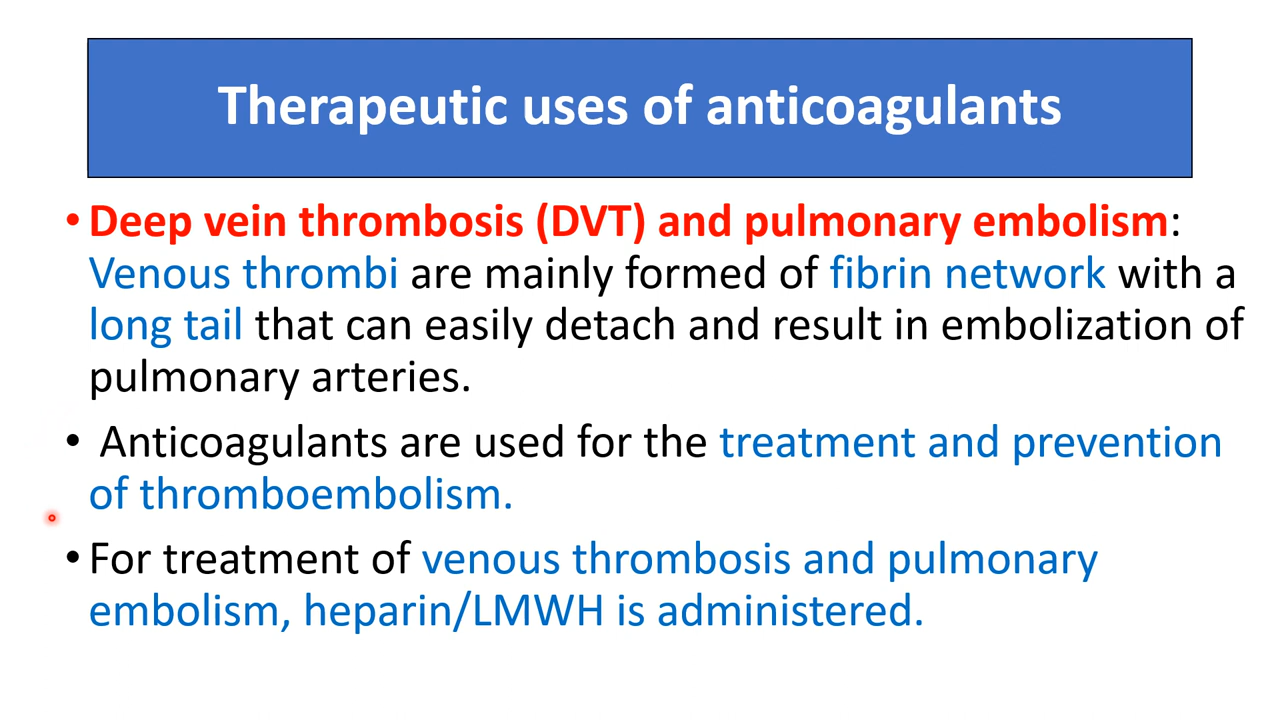 Therapeutic uses of anticoagulants
• Deep vein thrombosis (DVT) and pulmonary embolism:
Venous thrombi are mainly formed of fibrin network with a
long tail that can easily detach and result in embolization of
pulmonary arteries.
• Anticoagulants are used for the treatment and prevention
of thromboembolism.
• For treatment of venous thrombosis and pulmonary
embolism, heparin/LMWH is administered.